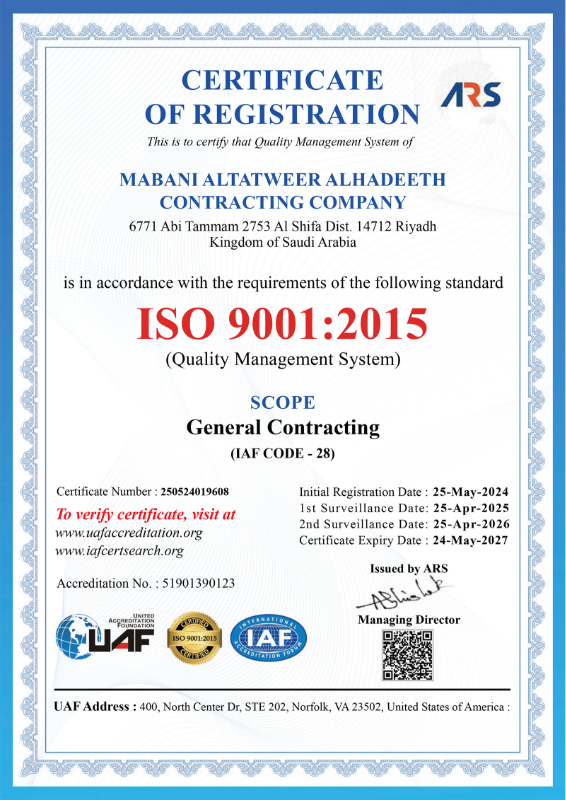 CERTIFICATE
OF REGISTRATION
ARS
This is to certify that Quality Management System of
MABANI ALTATWEER ALHADEETH
CONTRACTING COMPANY
6771 Abi Tammam 2753 Al Shifa Dist. 14712 Riyadh
Kingdom of Saudi Arabia
is in accordance with the requirements of the following standard
ISO 9001:2015
(Quality Management System)
SCOPE
General Contracting
(IAF CODE - 28)
Certificate Number : 250524019608
To verify certificate, visit at
www.uafaccreditation.org
www.iafcertsearch.org
Accreditation No. : 51901390123
Initial Registration Date : 25-May-2024
1st Surveillance Date: 25-Apr-2025
2nd Surveillance Date: 25-Apr-2026
Certificate Expiry Date : 24-May-2027
Issued by ARS
Abhishek
Managing Director
UNITED
ACCREDITATION
FOUNDATION
UAF
CERTIFIED
ISO 9001:2015
CERTIFIED
INTERNATIONAL
IAF
ACCREDITATION FORUM
UAF Address : 400, North Center Dr, STE 202, Norfolk, VA 23502, United States of America :